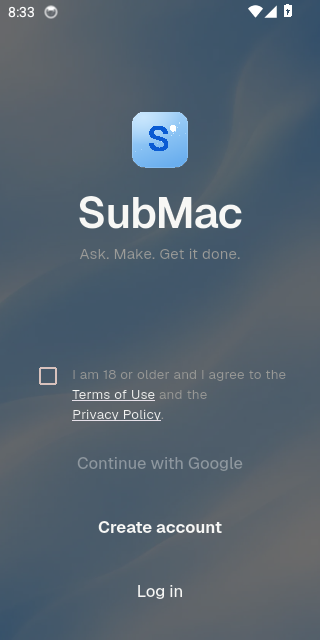 8:33
S
SubMac
Ask. Make. Get it done.
I am 18 or older and I agree to the
Terms of Use and the
Privacy Policy.
Continue with Google
Create account
Log in